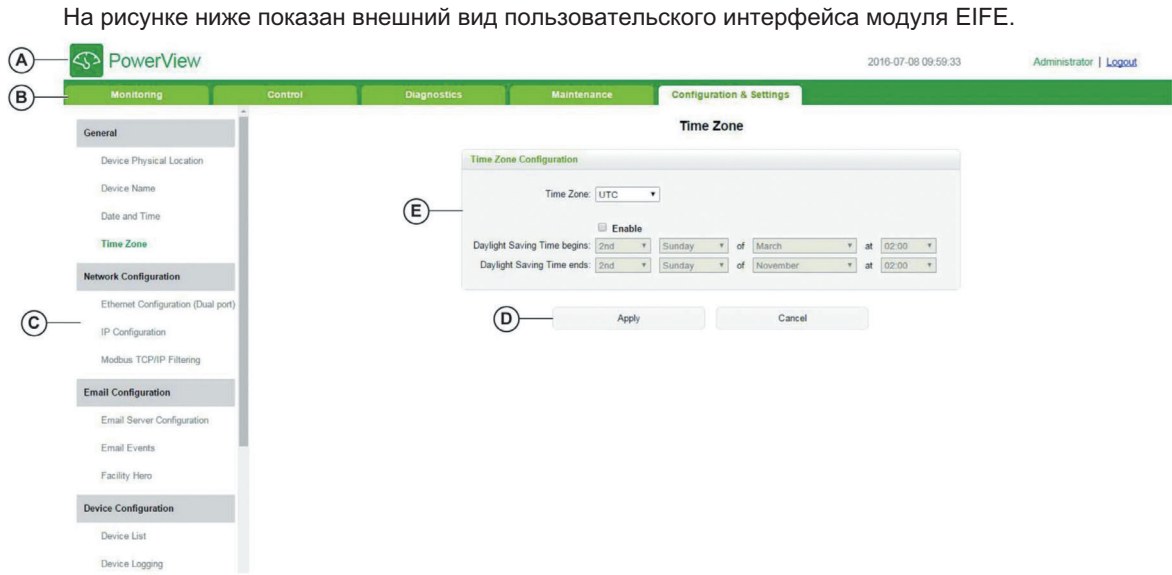 На рисунке ниже показан внешний вид пользовательского интерфейса модуля EIFE.
A
PowerView
2016-07-08 09:59:33
Administrator | Logout
B
Monitoring
Control
Diagnostics
Maintenance
Configuration & Settings
General
Device Physical Location
Device Name
Date and Time
Time Zone
Network Configuration
Ethernet Configuration (Dual port)
C
IP Configuration
Modbus TCP/IP Filtering
Email Configuration
Email Server Configuration
Email Events
Facility Hero
Device Configuration
Device List
Device Logging
Time Zone
Time Zone Configuration
Time Zone: UTC
E
Enable
Daylight Saving Time begins: 2nd Sunday of March at 02:00
Daylight Saving Time ends: 2nd Sunday of November at 02:00
D
Apply
Cancel